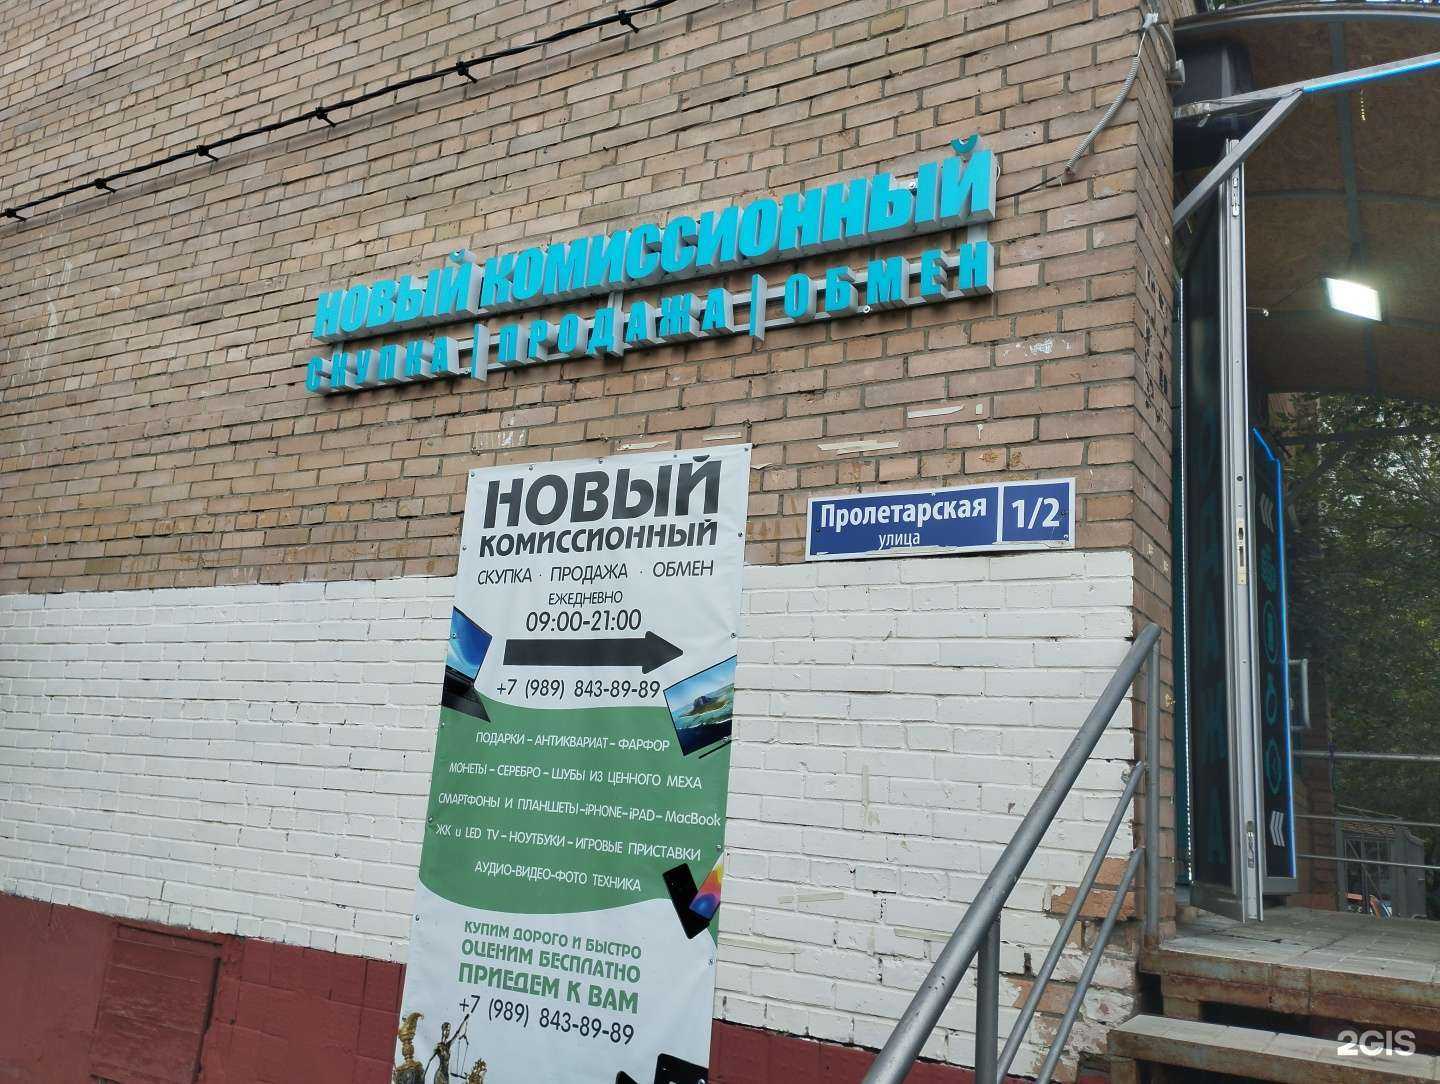 НОВЫЙ КОМИССИОННЫЙ
СКУПКА | ПРОДАЖА | ОБМЕН
Пролетарская
улица
1/2
НОВЫЙ
КОМИССИОННЫЙ
СКУПКА · ПРОДАЖА · ОБМЕН
ЕЖЕДНЕВНО
09:00-21:00
+7 (989) 843-89-89
ПОДАРКИ – АНТИКВАРИАТ – ФАРФОР
МОНЕТЫ – СЕРЕБРО – ШУБЫ ИЗ ЦЕННОГО МЕХА
СМАРТФОНЫ И ПЛАНШЕТЫ – iPHONE – iPAD – MacBook
ЖК и LED TV – НОУТБУКИ – ИГРОВЫЕ ПРИСТАВКИ
АУДИО-ВИДЕО-ФОТО ТЕХНИКА
КУПИМ ДОРОГО И БЫСТРО
ОЦЕНИМ БЕСПЛАТНО
ПРИЕДЕМ К ВАМ
+7 (989) 843-89-89
2GIS